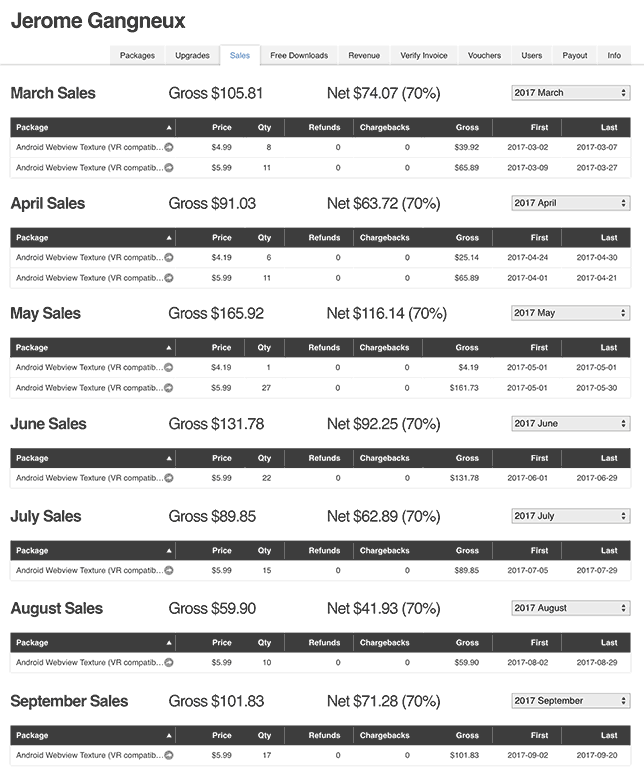 Jerome Gangneux
Packages Upgrades Sales Free Downloads Revenue Verify Invoice Vouchers Users Payout Info
March Sales Gross $105.81 Net $74.07 (70%) 2017 March
Package Price Qty Refunds Chargebacks Gross First Last
Android Webview Texture (VR compatib... $4.99 8 0 0 $39.92 2017-03-02 2017-03-07
Android Webview Texture (VR compatib... $5.99 11 0 0 $65.89 2017-03-09 2017-03-27
April Sales Gross $91.03 Net $63.72 (70%) 2017 April
Package Price Qty Refunds Chargebacks Gross First Last
Android Webview Texture (VR compatib... $4.19 6 0 0 $25.14 2017-04-24 2017-04-30
Android Webview Texture (VR compatib... $5.99 11 0 0 $65.89 2017-04-01 2017-04-21
May Sales Gross $165.92 Net $116.14 (70%) 2017 May
Package Price Qty Refunds Chargebacks Gross First Last
Android Webview Texture (VR compatib... $4.19 1 0 0 $4.19 2017-05-01 2017-05-01
Android Webview Texture (VR compatib... $5.99 27 0 0 $161.73 2017-05-01 2017-05-30
June Sales Gross $131.78 Net $92.25 (70%) 2017 June
Package Price Qty Refunds Chargebacks Gross First Last
Android Webview Texture (VR compatib... $5.99 22 0 0 $131.78 2017-06-01 2017-06-29
July Sales Gross $89.85 Net $62.89 (70%) 2017 July
Package Price Qty Refunds Chargebacks Gross First Last
Android Webview Texture (VR compatib... $5.99 15 0 0 $89.85 2017-07-05 2017-07-29
August Sales Gross $59.90 Net $41.93 (70%) 2017 August
Package Price Qty Refunds Chargebacks Gross First Last
Android Webview Texture (VR compatib... $5.99 10 0 0 $59.90 2017-08-02 2017-08-29
September Sales Gross $101.83 Net $71.28 (70%) 2017 September
Package Price Qty Refunds Chargebacks Gross First Last
Android Webview Texture (VR compatib... $5.99 17 0 0 $101.83 2017-09-02 2017-09-20